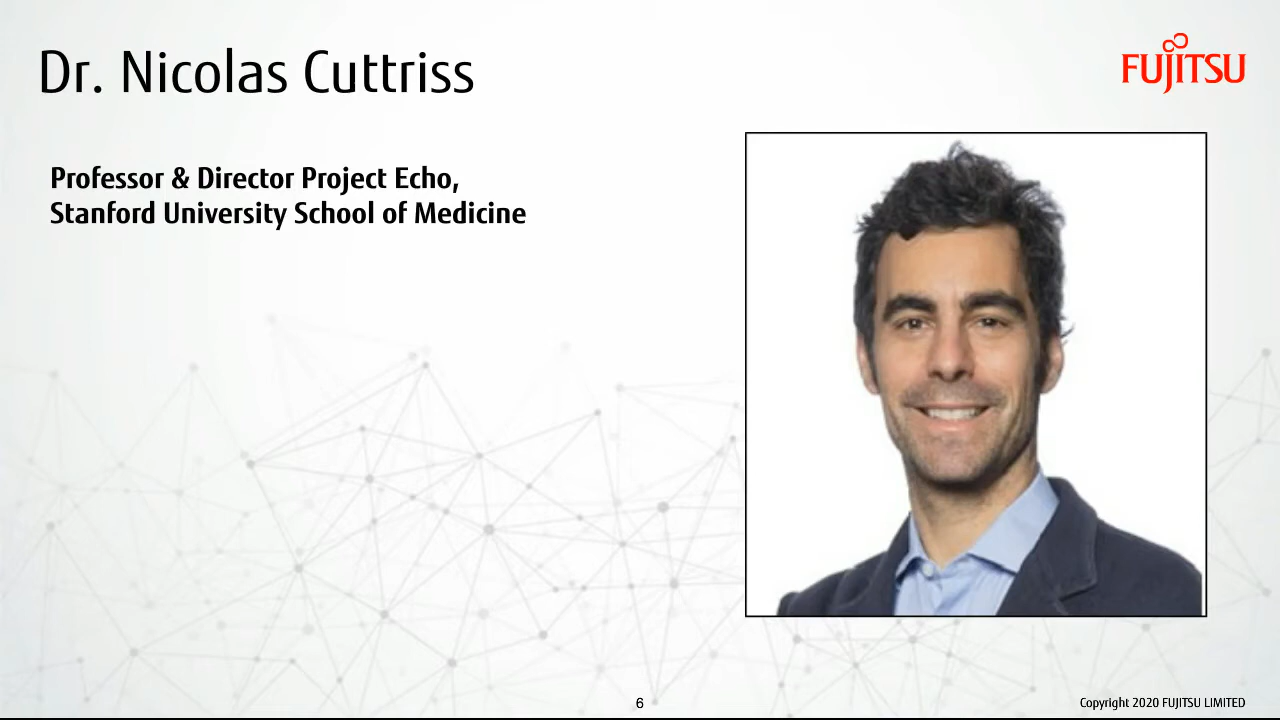 Dr. Nicolas Cuttriss
FUJITSU
Professor & Director Project Echo,
Stanford University School of Medicine
6
Copyright 2020 FUJITSU LIMITED